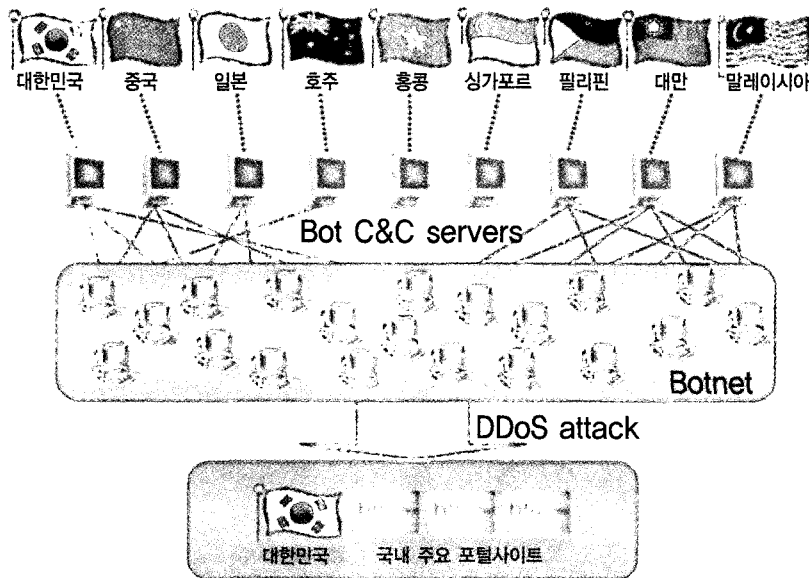 대한민국 중국 일본 호주 홍콩 싱가포르 필리핀 대만 말레이시아
Bot C&C servers
Botnet
DDoS attack
대한민국 국내 주요 포털사이트